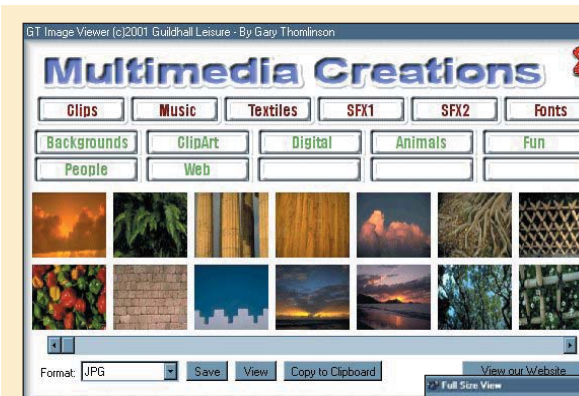 GT Image Viewer (c)2001 Guildhall Leisure - By Gary Thomlinson
Multimedia Creations
Clips Music Textiles SFX1 SFX2 Fonts
Backgrounds ClipArt Digital Animals Fun
People Web
Format: JPG Save View Copy to Clipboard View our Website
Full Size View